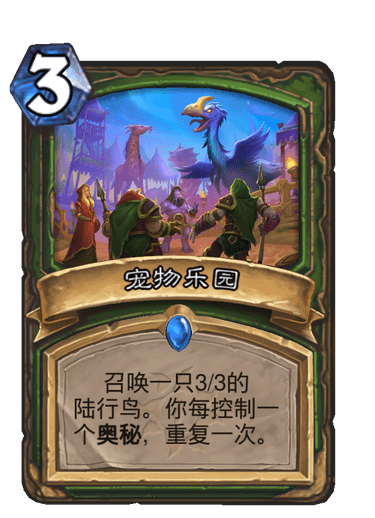 3
宠物乐园
召唤一只3/3的
陆行鸟。你每控制一
个奥秘，重复一次。